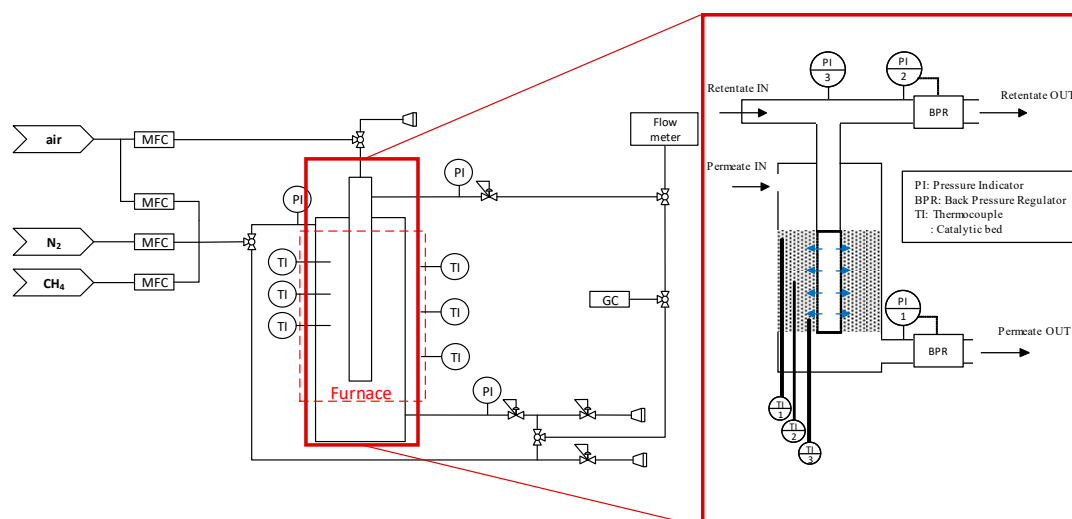 air
MFC
MFC
N₂
MFC
CH₄
MFC
PI
TI
TI
TI
Furnace
TI
TI
TI
PI
PI
Flow
meter
GC
PI
3
PI
2
Retentate IN
Retentate OUT
BPR
Permeate IN
PI: Pressure Indicator
BPR: Back Pressure Regulator
TI: Thermocouple
: Catalytic bed
PI
1
Permeate OUT
BPR
TI
1
TI
2
TI
3